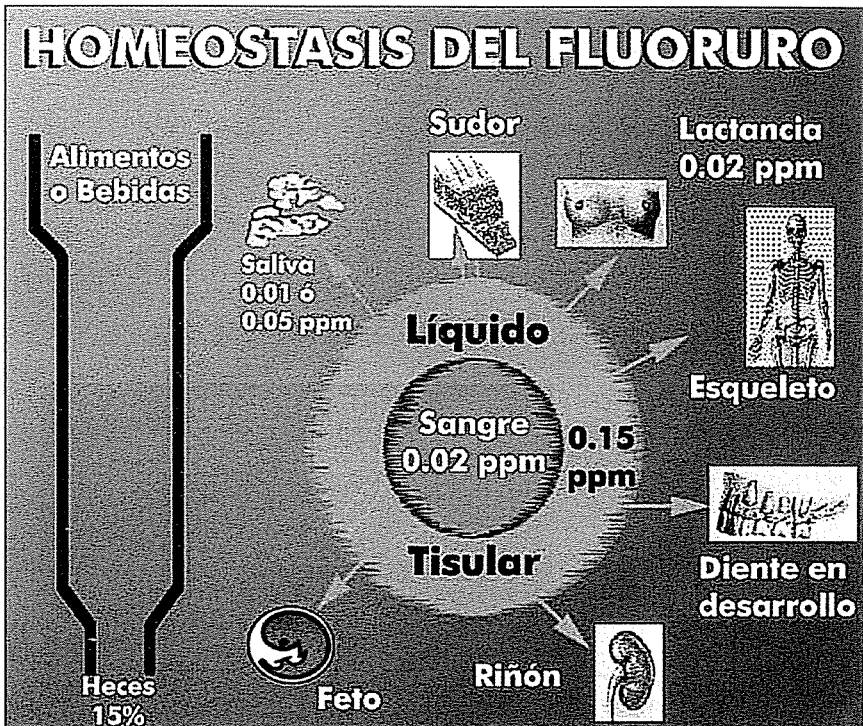 HOMEOSTASIS DEL FLUORURO
Alimentos
o Bebidas
Saliva
0.01 ó
0.05 ppm
Sudor
Lactancia
0.02 ppm
Esqueleto
Líquido
Sangre
0.02 ppm
0.15
ppm
Tisular
Diente en
desarrollo
Riñón
Feto
Heces
15%